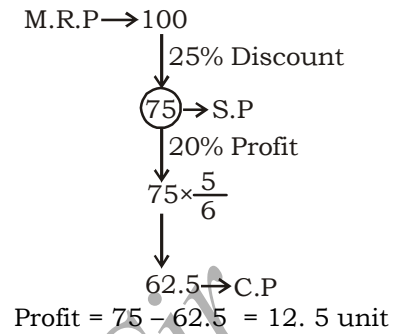 M.R.P→100
25% Discount
75→S.P
20% Profit
75×5/6
62.5→C.P
Profit = 75 – 62.5 = 12. 5 unit